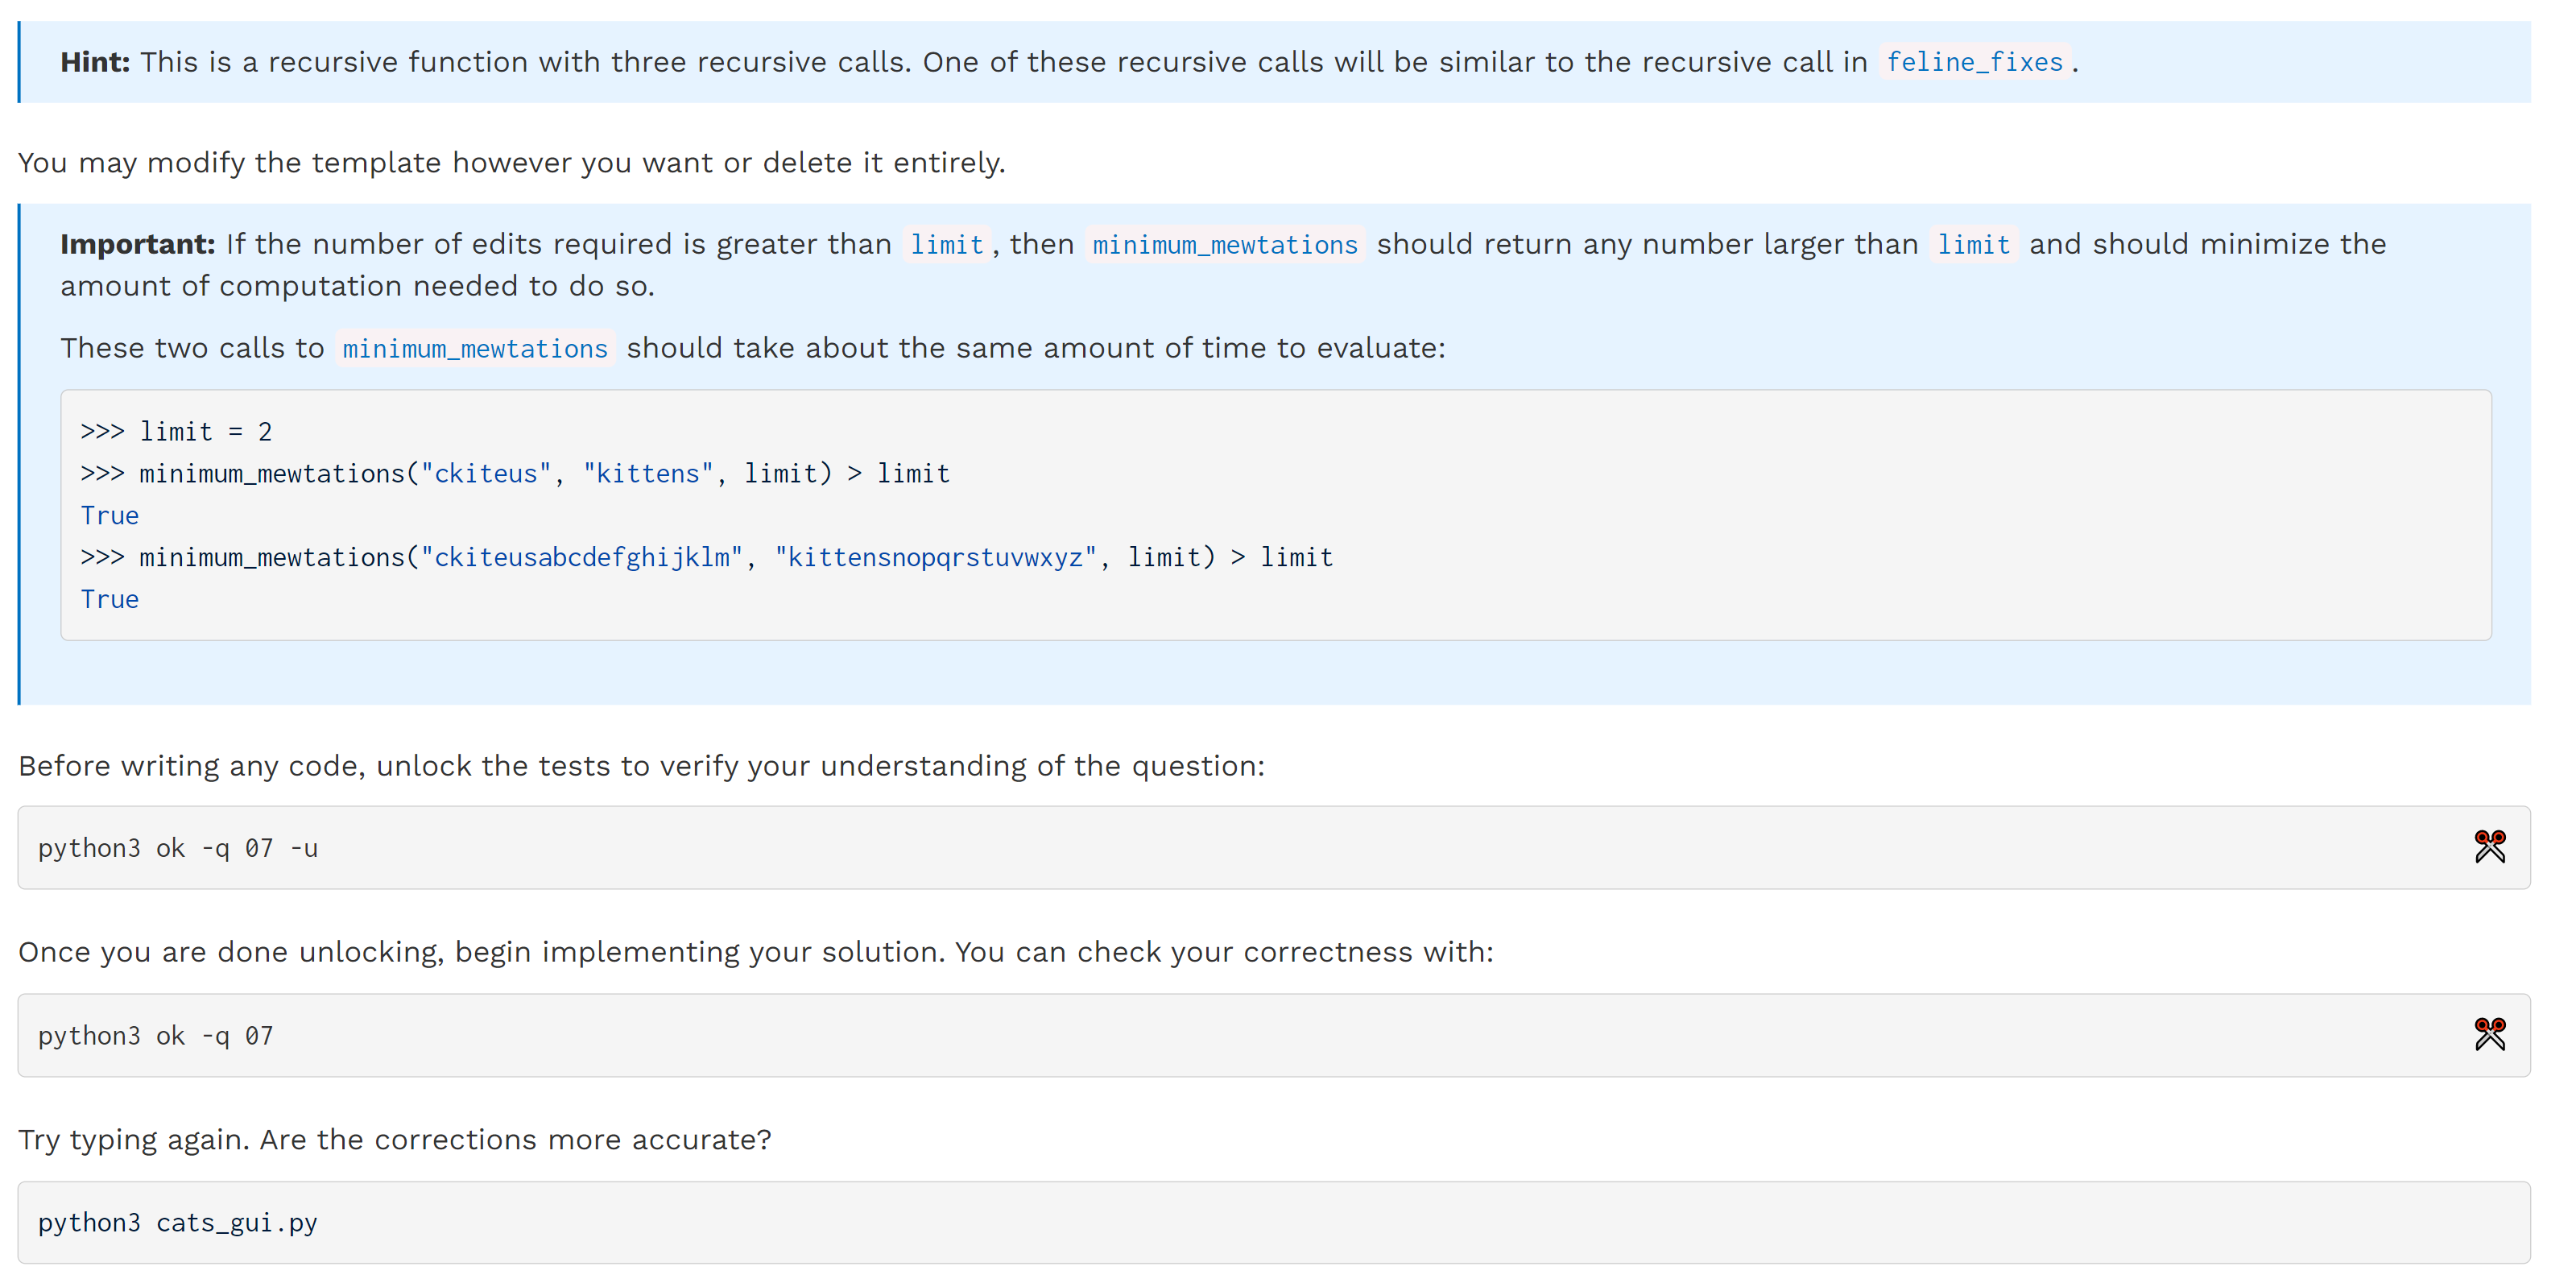 Hint: This is a recursive function with three recursive calls. One of these recursive calls will be similar to the recursive call in feline_fixes.
You may modify the template however you want or delete it entirely.
Important: If the number of edits required is greater than limit, then minimum_mewtations should return any number larger than limit and should minimize the
amount of computation needed to do so.
These two calls to minimum_mewtations should take about the same amount of time to evaluate:
>>> limit = 2
>>> minimum_mewtations("ckiteus", "kittens", limit) > limit
True
>>> minimum_mewtations("ckiteusabcdefghijklm", "kittensnopqrstuvwxyz", limit) > limit
True
Before writing any code, unlock the tests to verify your understanding of the question:
python3 ok -q 07 -u
Once you are done unlocking, begin implementing your solution. You can check your correctness with:
python3 ok -q 07
Try typing again. Are the corrections more accurate?
python3 cats_gui.py